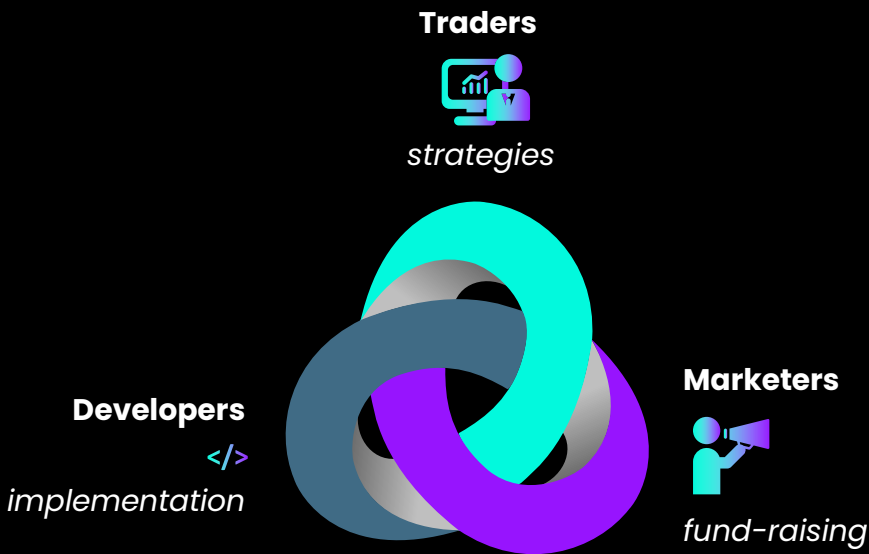 Traders
strategies
Marketers
Developers
</>
implementation
fund-raising